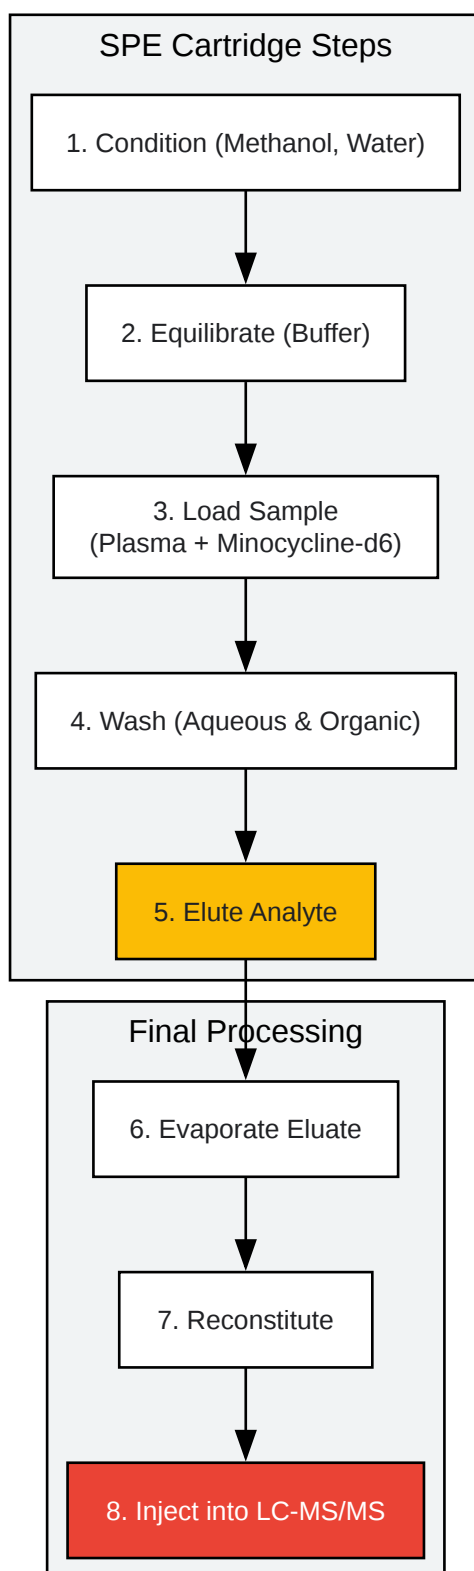 SPE Cartridge Steps
1. Condition (Methanol, Water)
2. Equilibrate (Buffer)
3. Load Sample
(Plasma + Minocycline-d6)
4. Wash (Aqueous & Organic)
5. Elute Analyte
Final Processing
6. Evaporate Eluate
7. Reconstitute
8. Inject into LC-MS/MS